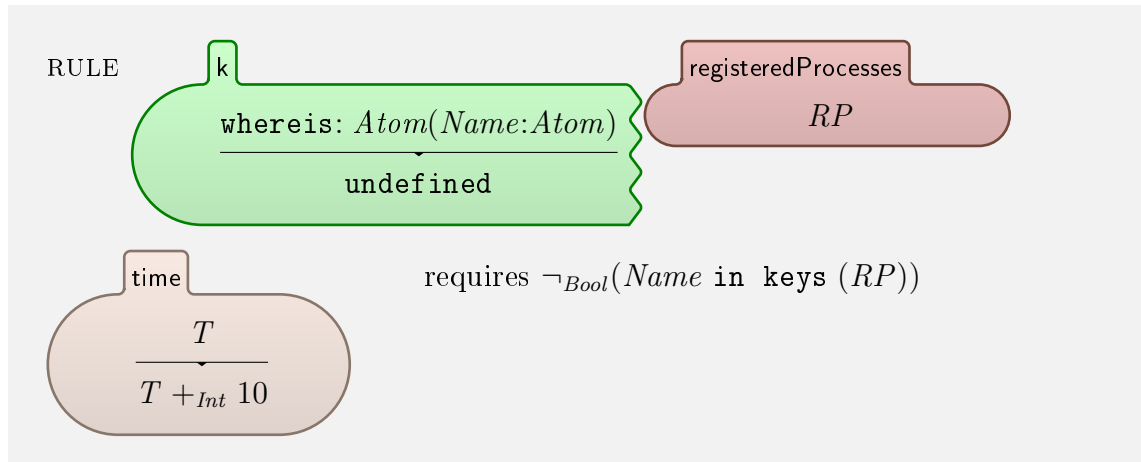 RULE
k
whereis: Atom(Name:Atom)
undefined
registeredProcesses
RP
time
T
T +Int 10
requires ¬Bool(Name in keys (RP))